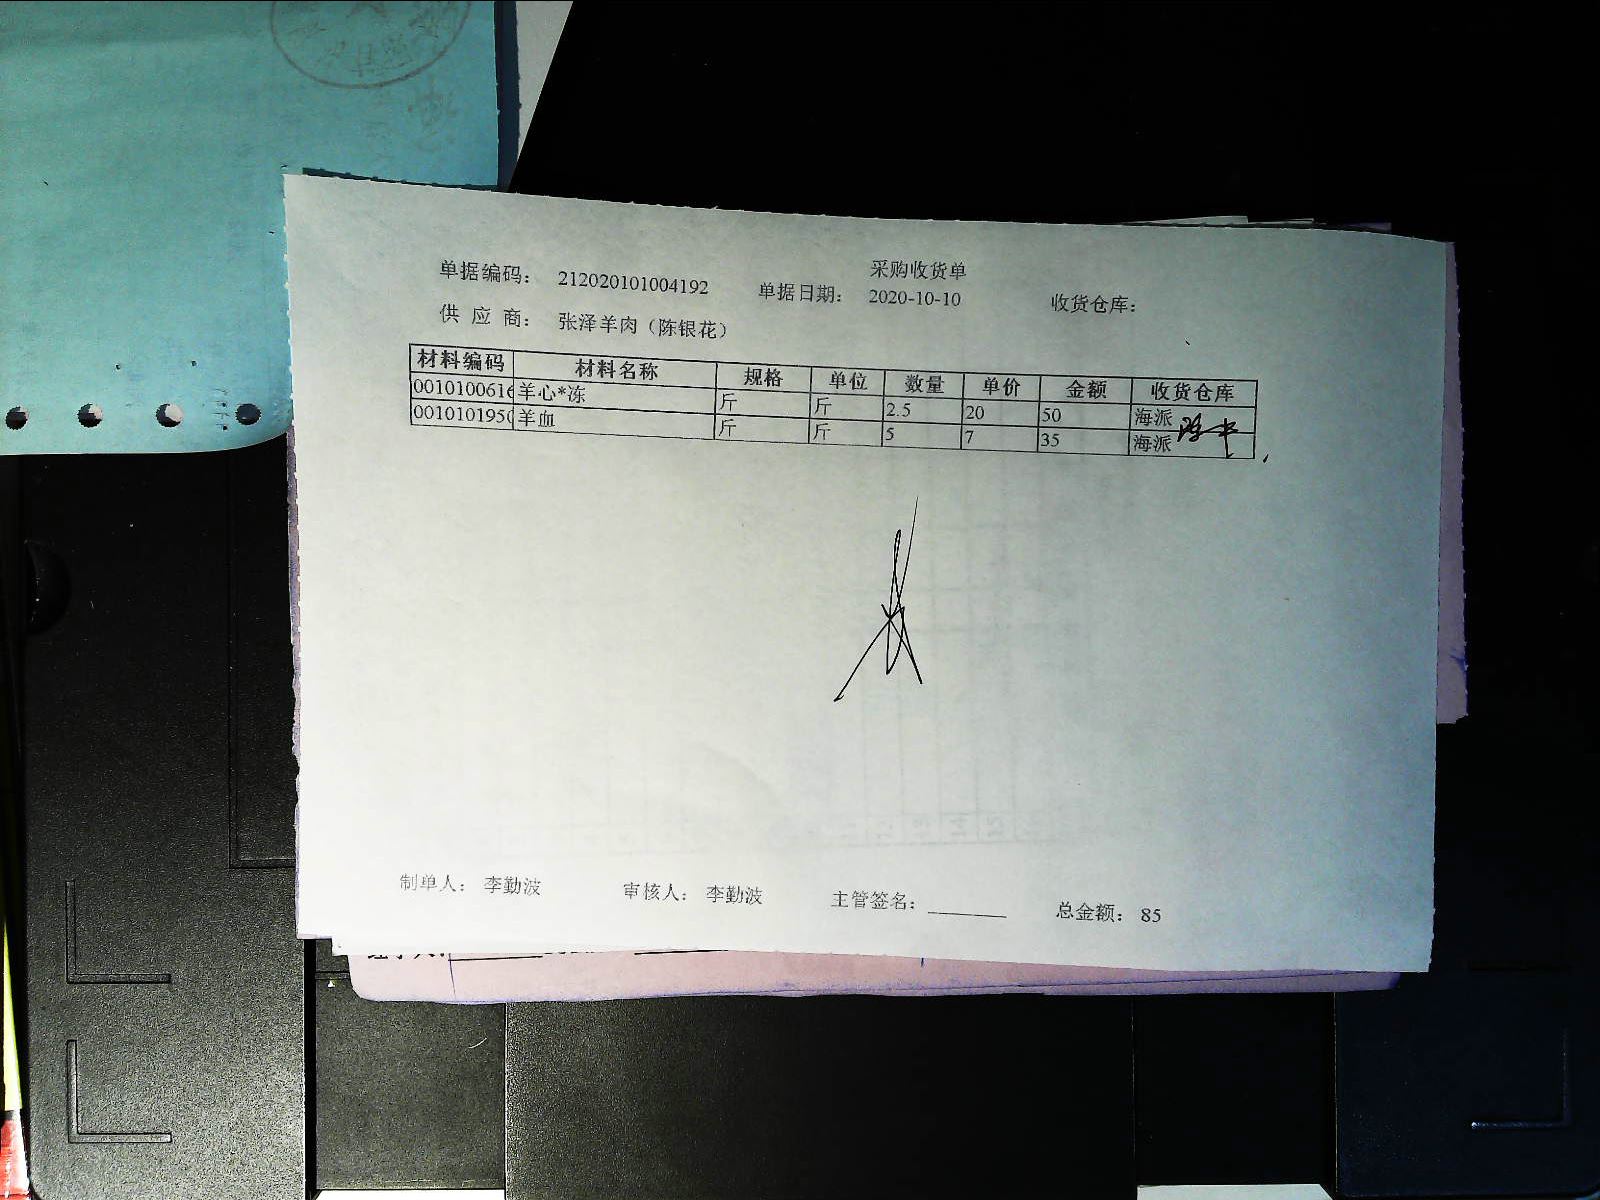 采购收货单
单据编码： 212020101004192 单据日期： 2020-10-10 收货仓库：
供 应 商： 张泽羊肉（陈银花）
材料编码 材料名称 规格 单位 数量 单价 金额 收货仓库
0010100616 羊心*冻 斤 斤 2.5 20 50 海派
001010195 羊血 斤 斤 5 7 35 海派
制单人： 李勤波 审核人： 李勤波 主管签名： 总金额： 85